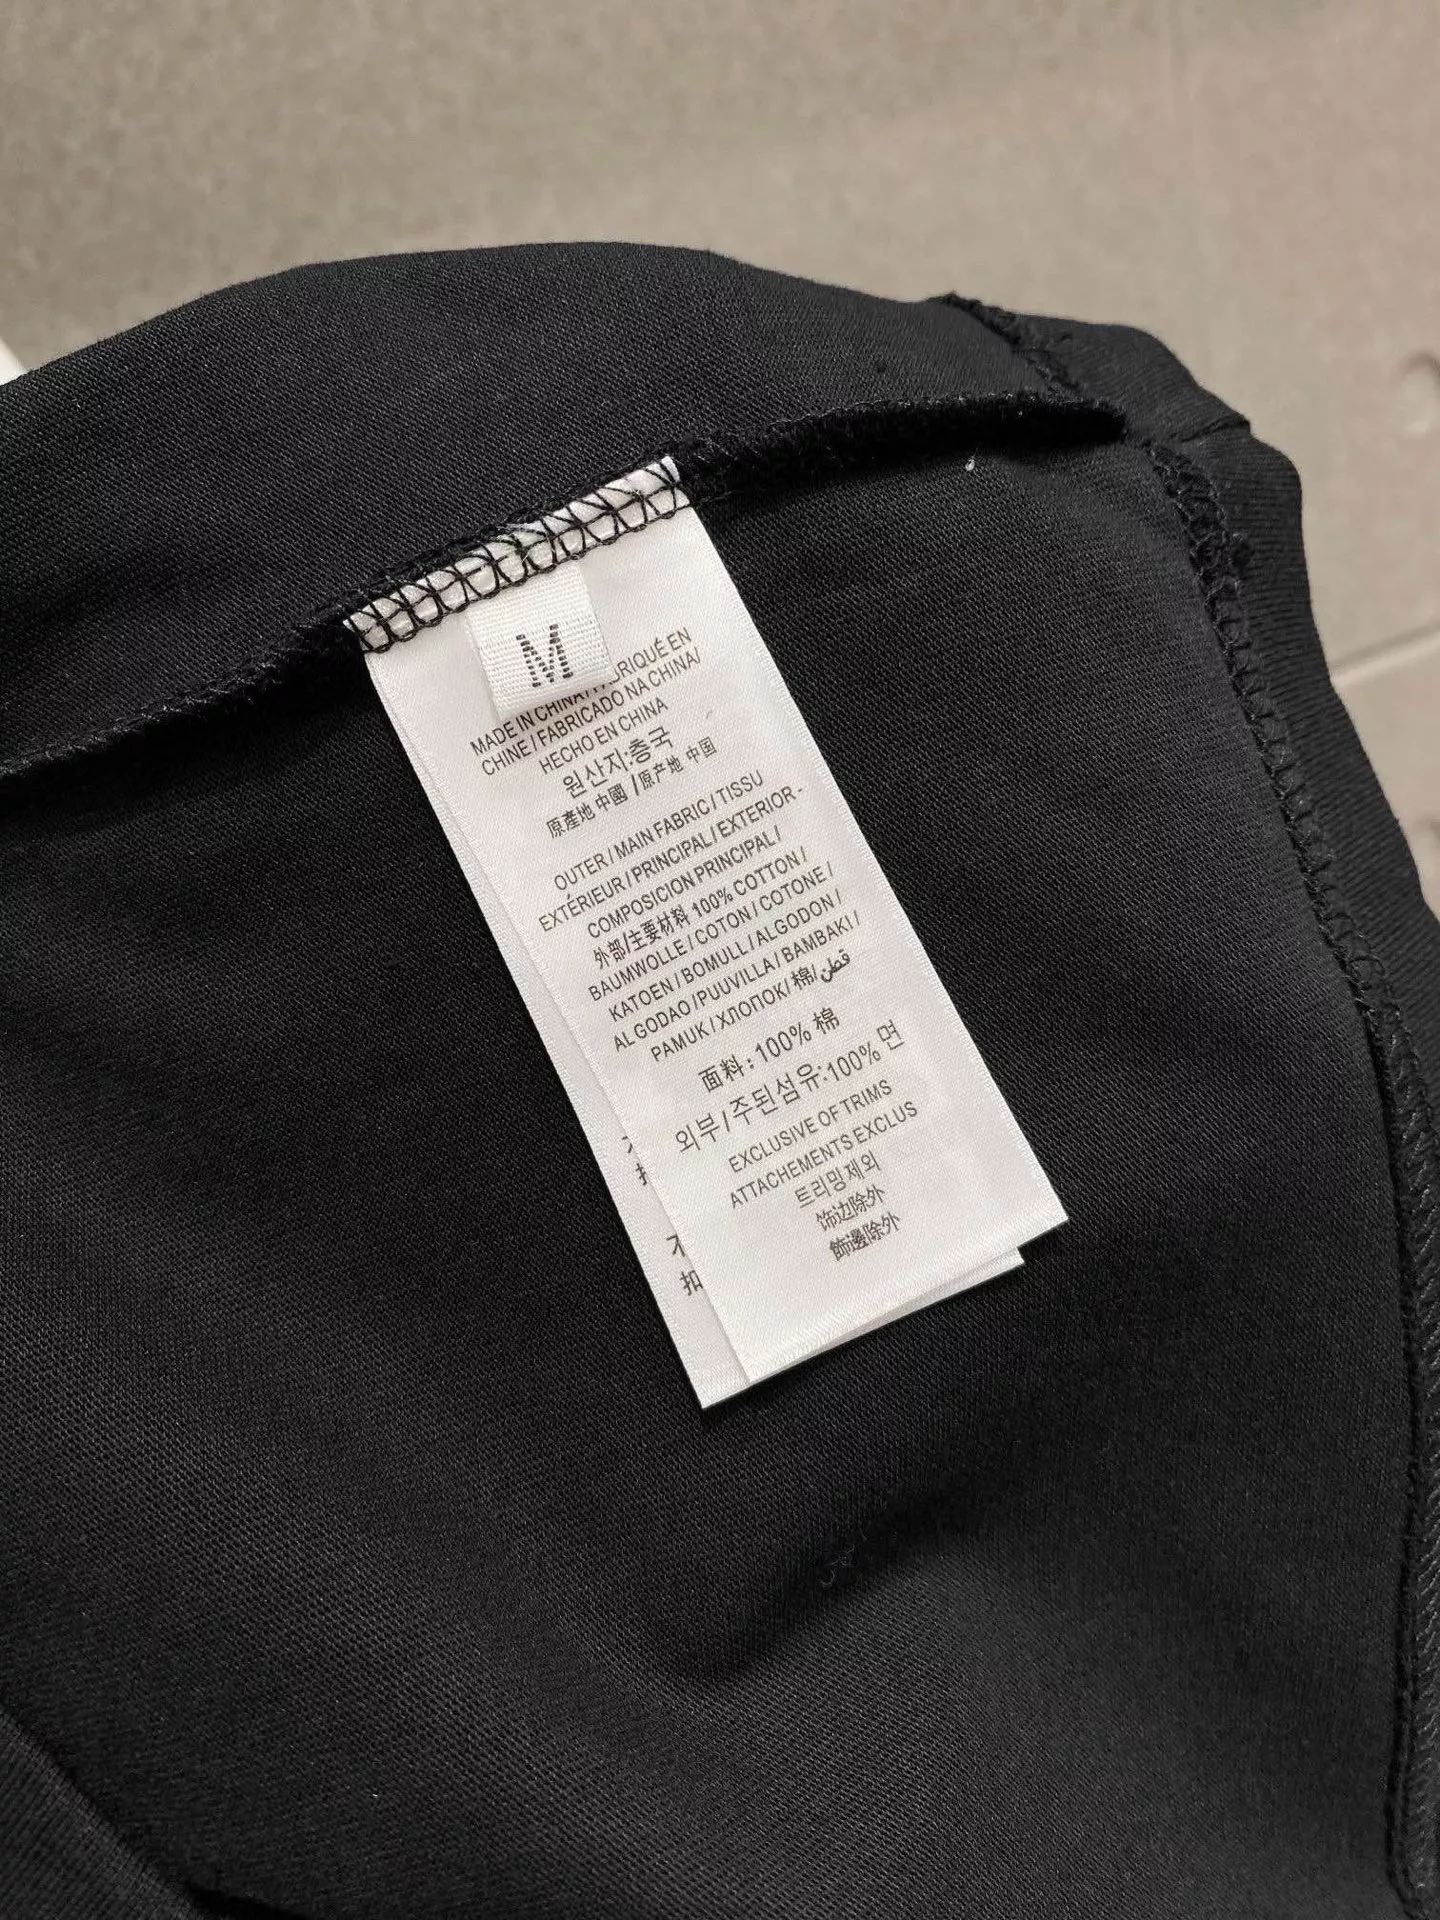 M
MADE IN CHINA/FABRIQUÉ EN
CHINE/FABRICADO NA CHINA/
HECHO EN CHINA
원산지:층국
原產地 中國 /原产地 中国
OUTER/MAIN FABRIC/TISSU
EXTÉRIEUR/PRINCIPAL/EXTERIOR-
COMPOSICION PRINCIPAL/
外部/主要材料 100% COTTON/
BAUMWOLLE/COTON/COTONE/
KATOEN/BOMULL/ALGODON/
ALGODAO/PUUVILLA/BAMBAKI/
PAMUK/ХЛОПОК/棉/قطن
面料:100% 棉
외부/주된섬유:100% 면
EXCLUSIVE OF TRIMS
ATTACHEMENTS EXCLUS
트리밍제외
饰边除外
飾邊除外